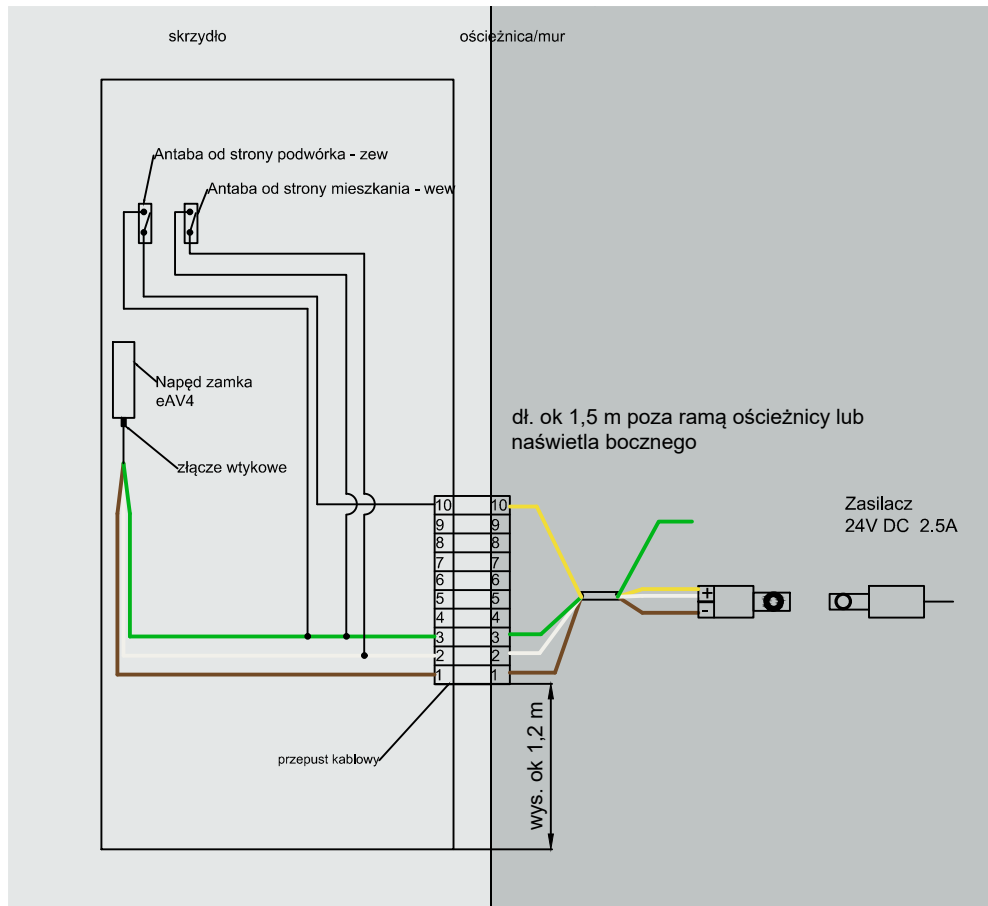 skrzydło
ościeżnica/mur
Antaba od strony podwórka - zew
Antaba od strony mieszkania - wew
Napęd zamka
eAV4
złącze wtykowe
dł. ok 1,5 m poza ramą ościeżnicy lub
naświetla bocznego
Zasilacz
24V DC 2.5A
10 10
9 9
8 8
7 7
6 6
5 5
4 4
3 3
2 2
1 1
+
-
przepust kablowy
wys. ok 1,2 m